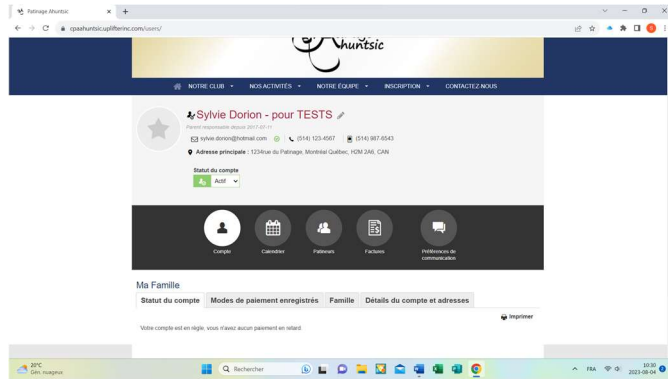 Patinage Ahuntsic
cpaahuntsic.uplifterinc.com/users/
huntsic
NOTRE CLUB
NOS ACTIVITÉS
NOTRE ÉQUIPE
INSCRIPTION
CONTACTEZ-NOUS
Sylvie Dorion - pour TESTS
Parent responsable depuis 2017-07-11
sylvie.dorion@hotmail.com
(514) 123-4567
(514) 987-6543
Adresse principale : 1234rue du Patinage, Montréal Québec, H2M 2A6, CAN
Statut du compte
Actif
Compte
Calendrier
Patineurs
Factures
Préférences de
communication
Ma Famille
Statut du compte
Modes de paiement enregistrés
Famille
Détails du compte et adresses
Imprimer
Votre compte est en règle, vous n'avez aucun paiement en retard
20°C
Gén. nuageux
Rechercher
FRA
10:30
2023-08-04